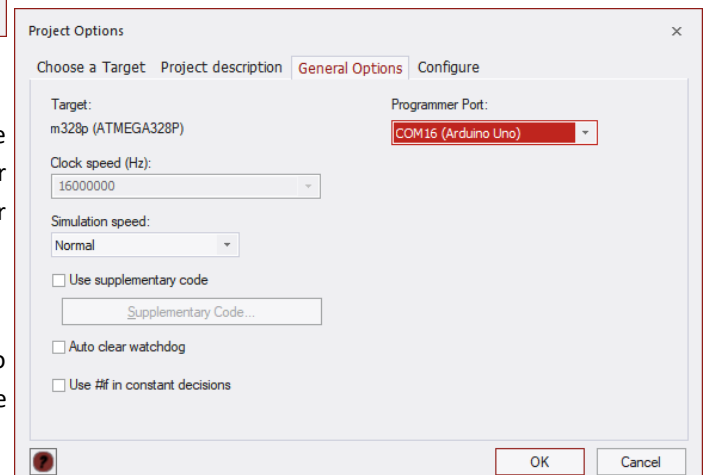 Project Options
Choose a Target Project description General Options Configure
Target:
m328p (ATMEGA328P)
Programmer Port:
COM16 (Arduino Uno)
Clock speed (Hz):
16000000
Simulation speed:
Normal
Use supplementary code
Supplementary Code...
Auto clear watchdog
Use #if in constant decisions
?
OK Cancel